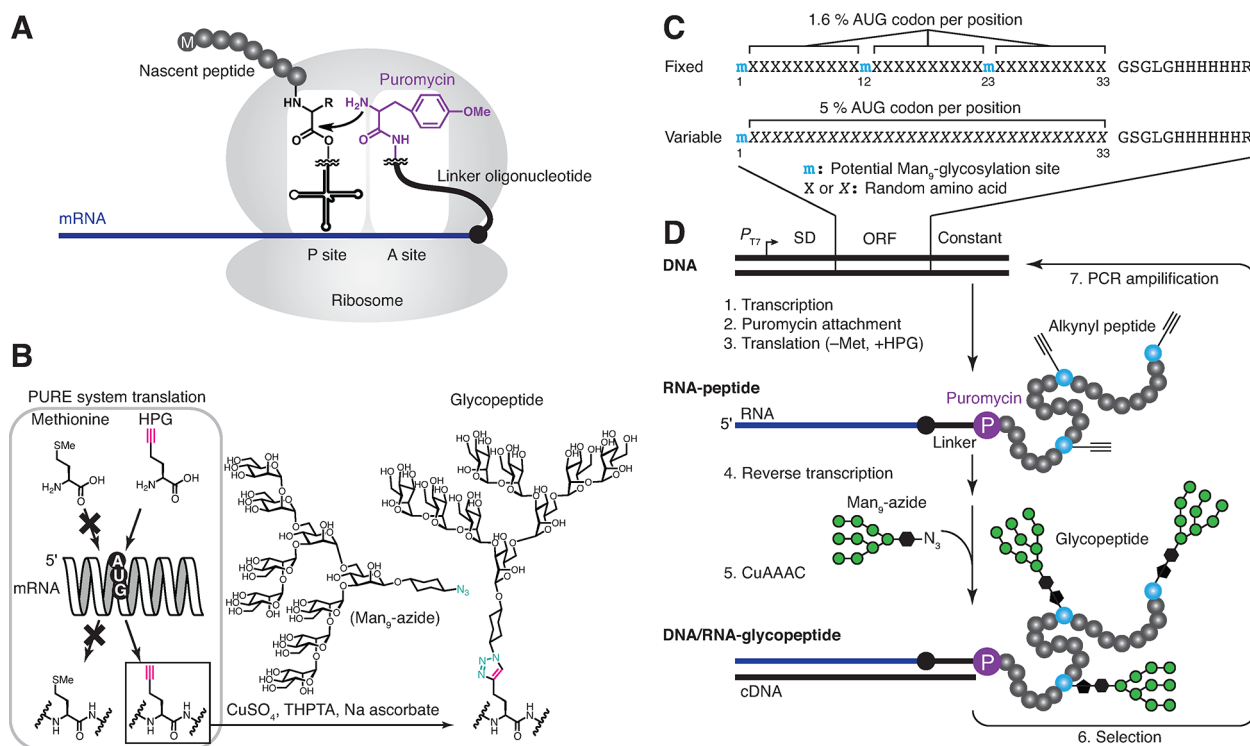 A
M
Nascent peptide
Puromycin
HN
R
H₂N
OMe
O
O
O
NH
Linker oligonucleotide
mRNA
P site
A site
Ribosome
B
PURE system translation
Methionine
HPG
SMe
OH
OH
H₂N
O
H₂N
O
5'
A
U
G
mRNA
SMe
N
H
O
H
N
N
H
O
H
N
(Man₉-azide)
N₃
Glycopeptide
N
N
N
CuSO₄, THPTA, Na ascorbate
N
H
O
H
N
C
1.6 % AUG codon per position
Fixed
mXXXXXXXXXXmXXXXXXXXXXmXXXXXXXXXX GSGLGHHHHHHR
1
12
23
33
5 % AUG codon per position
Variable
mXXXXXXXXXXXXXXXXXXXXXXXXXXXXXXXX GSGLGHHHHHHR
1
33
m: Potential Man₉-glycosylation site
X or X: Random amino acid
D
P T7
SD
ORF
Constant
DNA
7. PCR ampilification
1. Transcription
2. Puromycin attachment
3. Translation (–Met, +HPG)
Alkynyl peptide
RNA-peptide
Puromycin
5'
RNA
P
Linker
4. Reverse transcription
Man₉-azide
N₃
Glycopeptide
5. CuAAAC
DNA/RNA-glycopeptide
P
cDNA
6. Selection